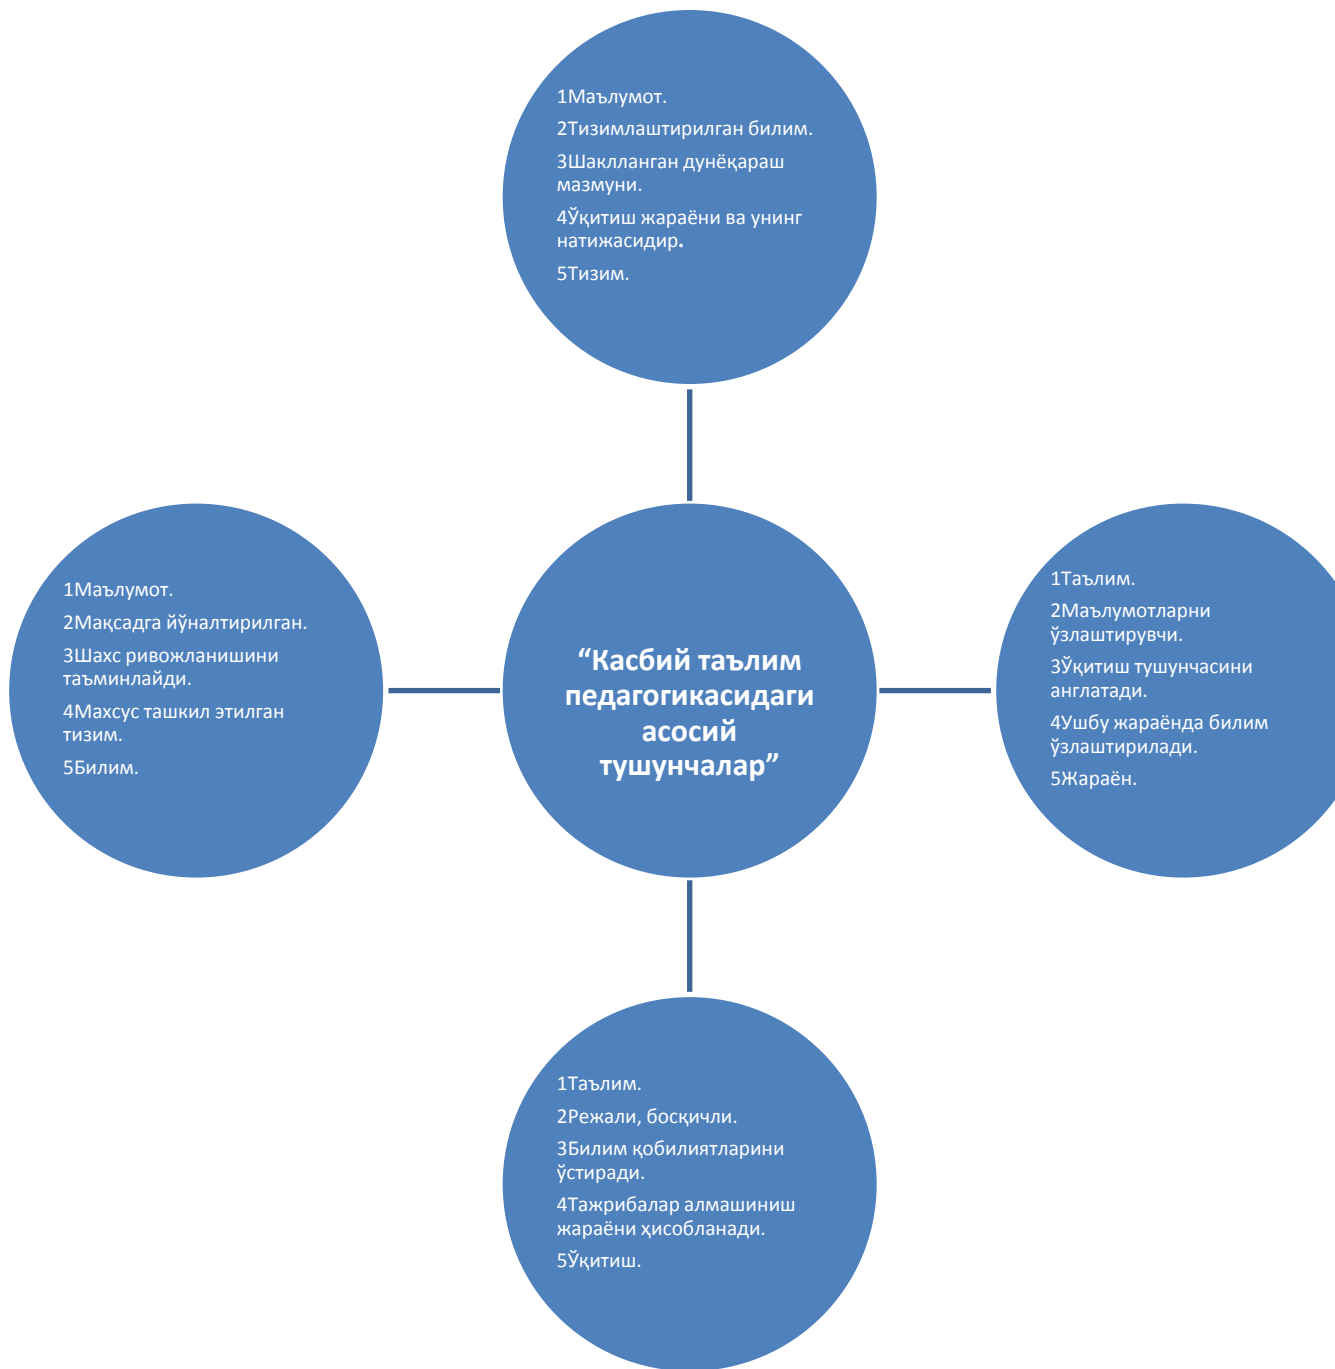 1Маълумот.
2Тизимлаштирилган билим.
3Шаклланган дунёқараш
мазмуни.
4Ўқитиш жараёни ва унинг
натижасидир.
5Тизим.
1Маълумот.
2Мақсадга йўналтирилган.
3Шахс ривожланишини
таъминлайди.
4Махсус ташкил этилган
тизим.
5Билим.
“Касбий таълим
педагогикасидаги
асосий
тушунчалар”
1Таълим.
2Маълумотларни
ўзлаштирувчи.
3Ўқитиш тушунчасини
англатади.
4Ушбу жараёнда билим
ўзлаштирилади.
5Жараён.
1Таълим.
2Режали, босқичли.
3Билим қобилиятларини
ўстиради.
4Тажрибалар алмашиниш
жараёни ҳисобланади.
5Ўқитиш.